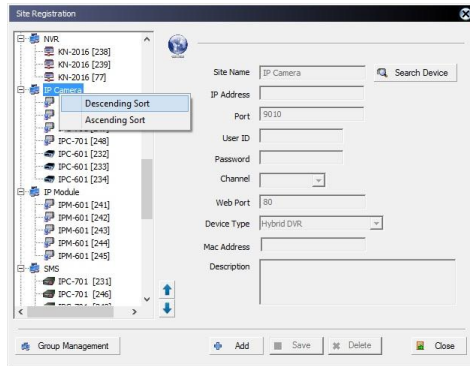 Site Registration
NVR
KN-2016 [238]
KN-2016 [239]
KN-2016 [77]
IP Camera
Descending Sort
Ascending Sort
IPC-701 [248]
IPC-601 [232]
IPC-601 [233]
IPC-601 [234]
IP Module
IPM-601 [241]
IPM-601 [242]
IPM-601 [243]
IPM-601 [244]
IPM-601 [245]
SMS
IPC-701 [231]
IPC-701 [246]
Site Name IP Camera Search Device
IP Address
Port 9010
User ID
Password
Channel
Web Port 80
Device Type Hybrid DVR
Mac Address
Description
Group Management Add Save Delete Close